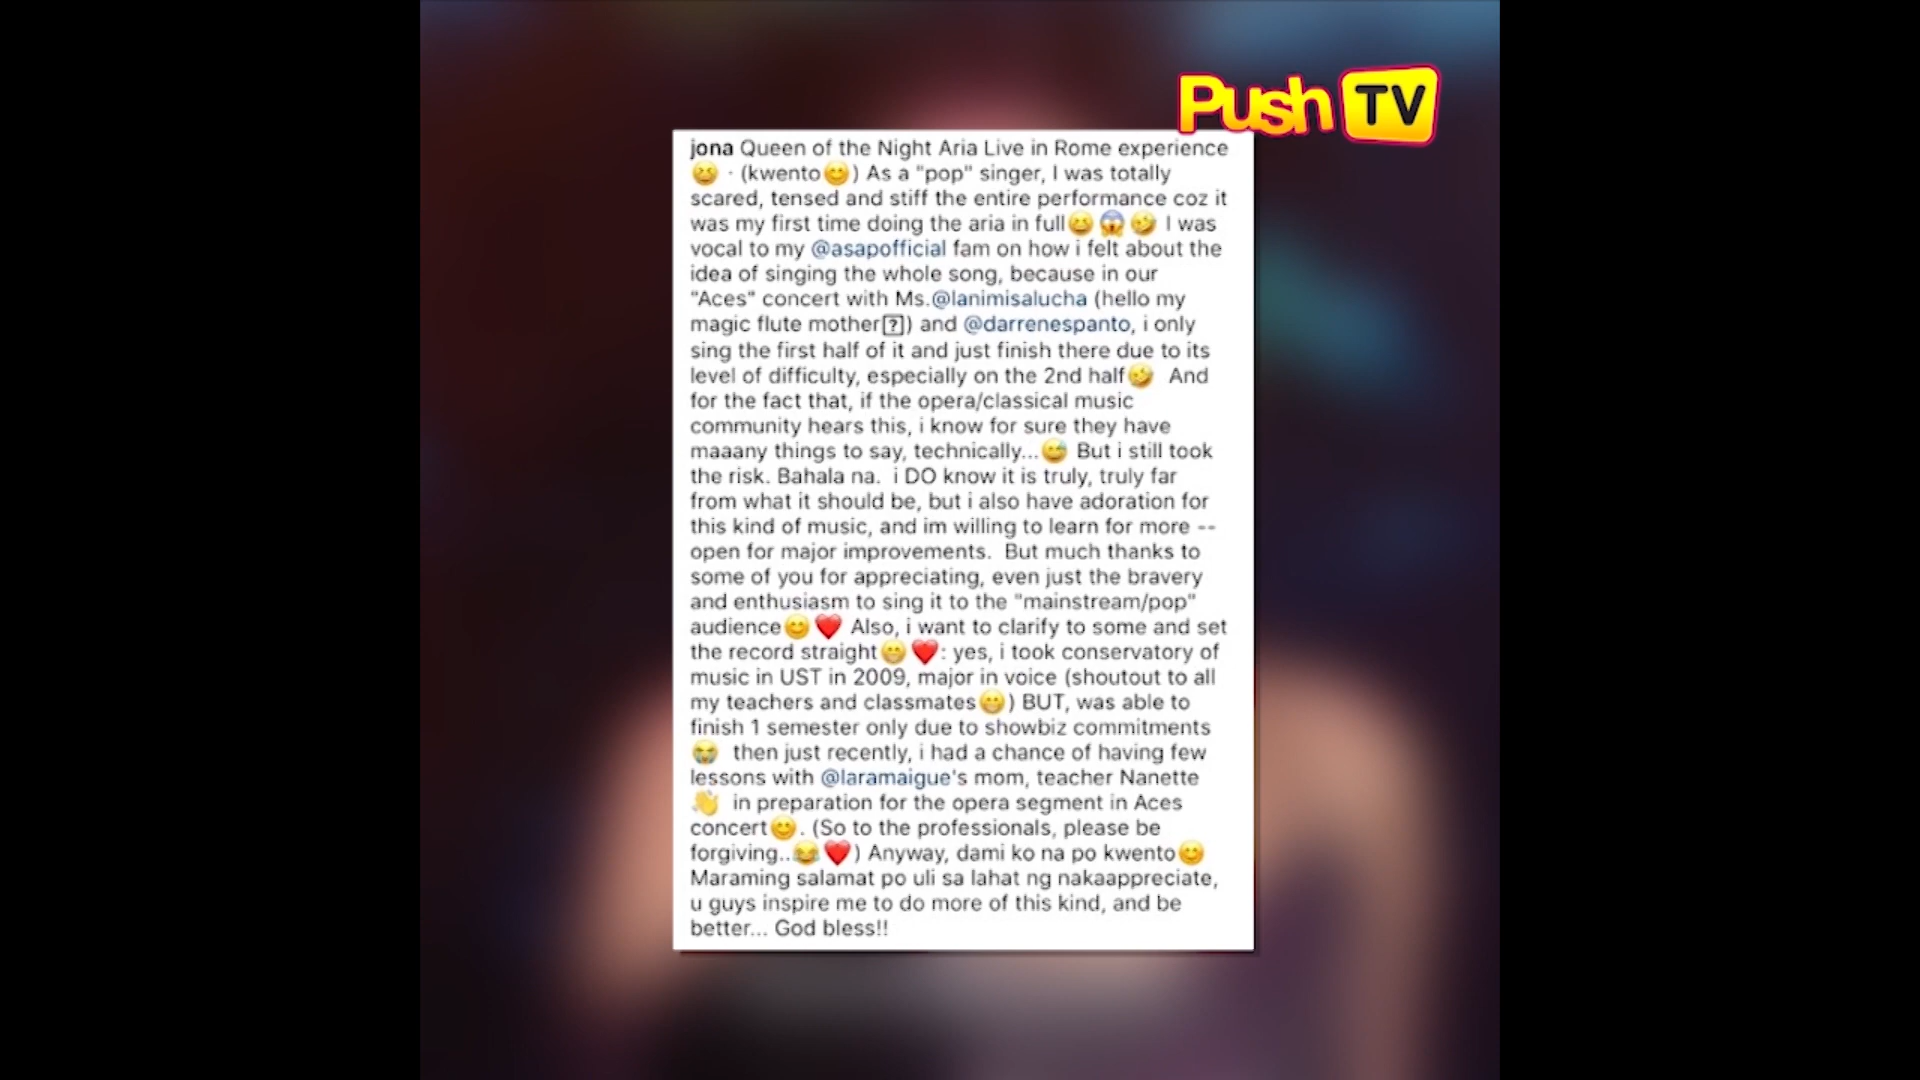 Push TV
jona Queen of the Night Aria Live in Rome experience
😆 · (kwento😊) As a "pop" singer, I was totally
scared, tensed and stiff the entire performance coz it
was my first time doing the aria in full😆😱🤣 I was
vocal to my @asapofficial fam on how i felt about the
idea of singing the whole song, because in our
"Aces" concert with Ms.@lanimisalucha (hello my
magic flute mother⍰) and @darrenespanto, i only
sing the first half of it and just finish there due to its
level of difficulty, especially on the 2nd half🤣 And
for the fact that, if the opera/classical music
community hears this, i know for sure they have
maaany things to say, technically...😅 But i still took
the risk. Bahala na. i DO know it is truly, truly far
from what it should be, but i also have adoration for
this kind of music, and im willing to learn for more --
open for major improvements. But much thanks to
some of you for appreciating, even just the bravery
and enthusiasm to sing it to the "mainstream/pop"
audience😊❤️ Also, i want to clarify to some and set
the record straight😁❤️: yes, i took conservatory of
music in UST in 2009, major in voice (shoutout to all
my teachers and classmates😁) BUT, was able to
finish 1 semester only due to showbiz commitments
😭 then just recently, i had a chance of having few
lessons with @laramaigue's mom, teacher Nanette
👏 in preparation for the opera segment in Aces
concert😊. (So to the professionals, please be
forgiving..😂❤️) Anyway, dami ko na po kwento😊
Maraming salamat po uli sa lahat ng nakaappreciate,
u guys inspire me to do more of this kind, and be
better... God bless!!